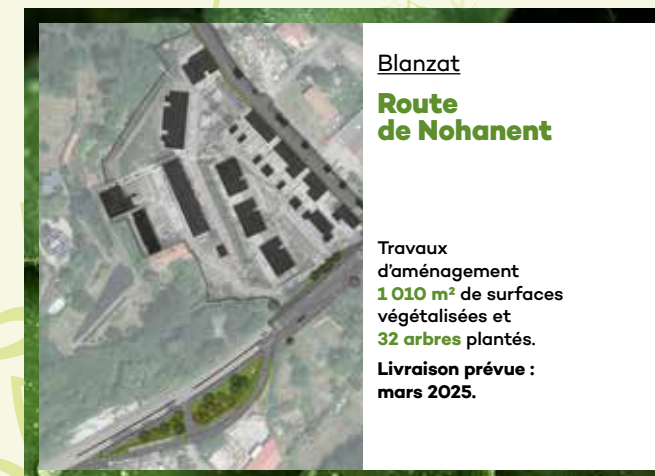 Blanzat
Route
de Nohanent
Travaux
d'aménagement
1 010 m² de surfaces
végétalisées et
32 arbres plantés.
Livraison prévue :
mars 2025.